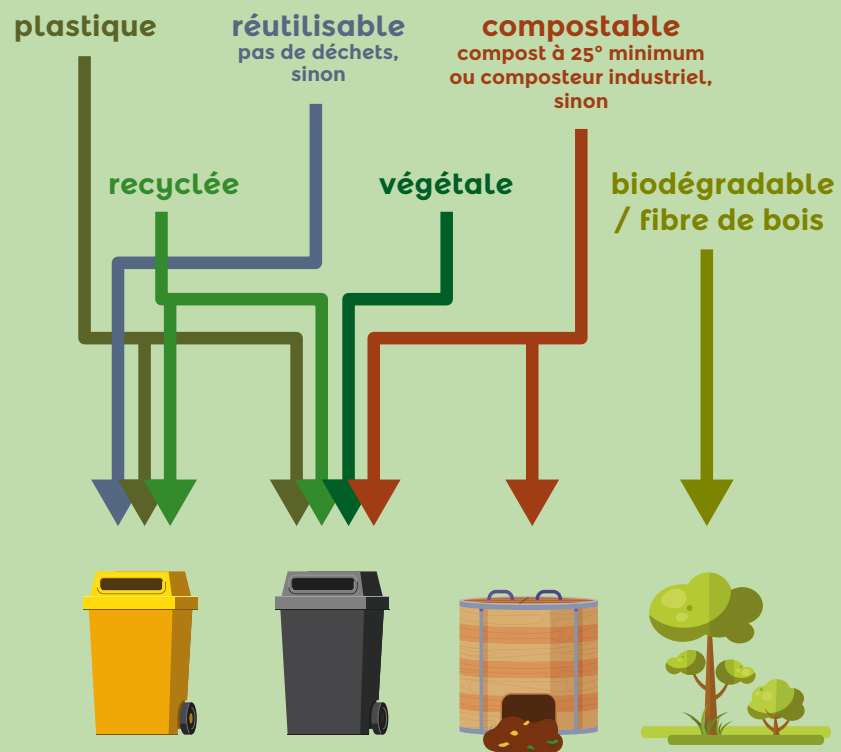 plastique
réutilisable
pas de déchets,
sinon
compostable
compost à 25° minimum
ou composteur industriel,
sinon
recyclée
végétale
biodégradable
/ fibre de bois